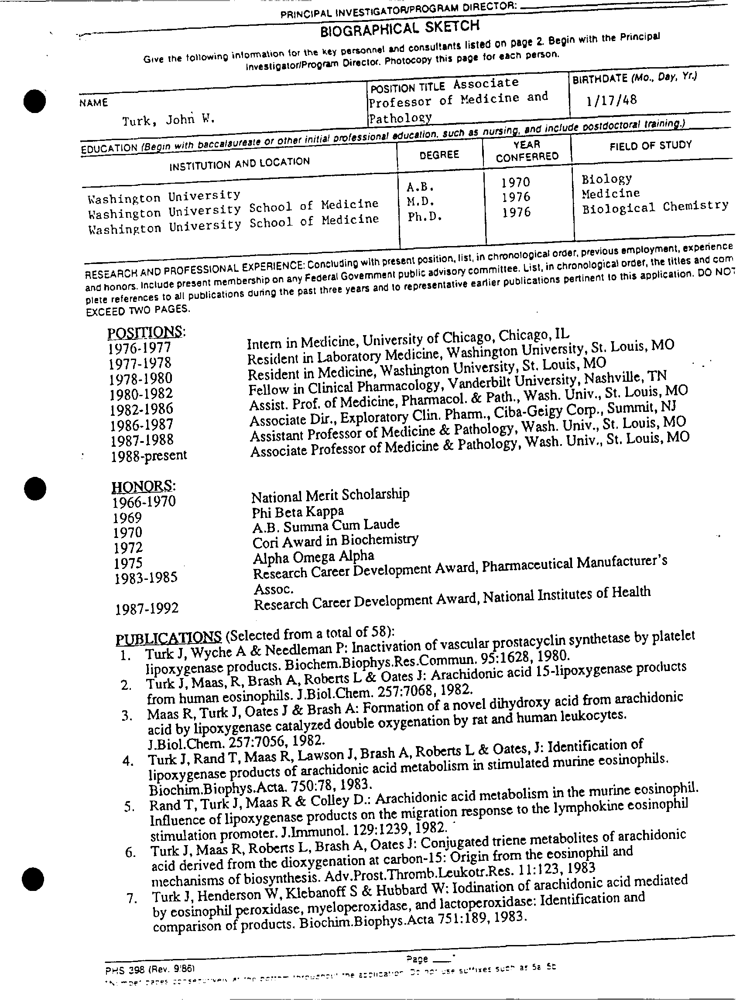 PRINCIPAL INVESTIGATOR/PROGRAM DIRECTOR:
BIOGRAPHICAL SKETCH
Give the following information for the key personnel and consultants listed on page 2. Begin with the Principal
Investigator/Program Director. Photocopy this page for each person.
NAME
Turk, John W.
POSITION TITLE Associate
Professor of Medicine and
Pathology
BIRTHDATE (Mo., Day, Yr.)
1/17/48
EDUCATION (Begin with baccalaureate or other initial professional education, such as nursing, and include postdoctoral training.)
INSTITUTION AND LOCATION DEGREE YEAR CONFERRED FIELD OF STUDY
Washington University A.B. 1970 Biology
Washington University School of Medicine M.D. 1976 Medicine
Washington University School of Medicine Ph.D. 1976 Biological Chemistry
RESEARCH AND PROFESSIONAL EXPERIENCE: Concluding with present position, list, in chronological order, previous employment, experience
and honors. Include present membership on any Federal Government public advisory committee. List, in chronological order, the titles and com
plete references to all publications during the past three years and to representative earlier publications pertinent to this application. DO NOT
EXCEED TWO PAGES.
POSITIONS:
1976-1977 Intern in Medicine, University of Chicago, Chicago, IL
1977-1978 Resident in Laboratory Medicine, Washington University, St. Louis, MO
1978-1980 Resident in Medicine, Washington University, St. Louis, MO
1980-1982 Fellow in Clinical Pharmacology, Vanderbilt University, Nashville, TN
1982-1986 Assist. Prof. of Medicine, Pharmacol. & Path., Wash. Univ., St. Louis, MO
1986-1987 Associate Dir., Exploratory Clin. Pharm., Ciba-Geigy Corp., Summit, NJ
1987-1988 Assistant Professor of Medicine & Pathology, Wash. Univ., St. Louis, MO
1988-present Associate Professor of Medicine & Pathology, Wash. Univ., St. Louis, MO
HONORS:
1966-1970 National Merit Scholarship
1969 Phi Beta Kappa
1970 A.B. Summa Cum Laude
1972 Cori Award in Biochemistry
1975 Alpha Omega Alpha
1983-1985 Research Career Development Award, Pharmaceutical Manufacturer's
Assoc.
1987-1992 Research Career Development Award, National Institutes of Health
PUBLICATIONS (Selected from a total of 58):
1. Turk J, Wyche A & Needleman P: Inactivation of vascular prostacyclin synthetase by platelet
lipoxygenase products. Biochem.Biophys.Res.Commun. 95:1628, 1980.
2. Turk J, Maas, R, Brash A, Roberts L & Oates J: Arachidonic acid 15-lipoxygenase products
from human eosinophils. J.Biol.Chem. 257:7068, 1982.
3. Maas R, Turk J, Oates J & Brash A: Formation of a novel dihydroxy acid from arachidonic
acid by lipoxygenase catalyzed double oxygenation by rat and human leukocytes.
J.Biol.Chem. 257:7056, 1982.
4. Turk J, Rand T, Maas R, Lawson J, Brash A, Roberts L & Oates, J: Identification of
lipoxygenase products of arachidonic acid metabolism in stimulated murine eosinophils.
Biochim.Biophys.Acta. 750:78, 1983.
5. Rand T, Turk J, Maas R & Colley D.: Arachidonic acid metabolism in the murine eosinophil.
Influence of lipoxygenase products on the migration response to the lymphokine eosinophil
stimulation promoter. J.Immunol. 129:1239, 1982.
6. Turk J, Maas R, Roberts L, Brash A, Oates J: Conjugated triene metabolites of arachidonic
acid derived from the dioxygenation at carbon-15: Origin from the eosinophil and
mechanisms of biosynthesis. Adv.Prost.Thromb.Leukotr.Res. 11:123, 1983
7. Turk J, Henderson W, Klebanoff S & Hubbard W: Iodination of arachidonic acid mediated
by eosinophil peroxidase, myeloperoxidase, and lactoperoxidase: Identification and
comparison of products. Biochim.Biophys.Acta 751:189, 1983.
PHS 398 (Rev. 9/86) Page
pages consecutively at the bottom throughout the application. Do not use suffixes such as 5a, 5b